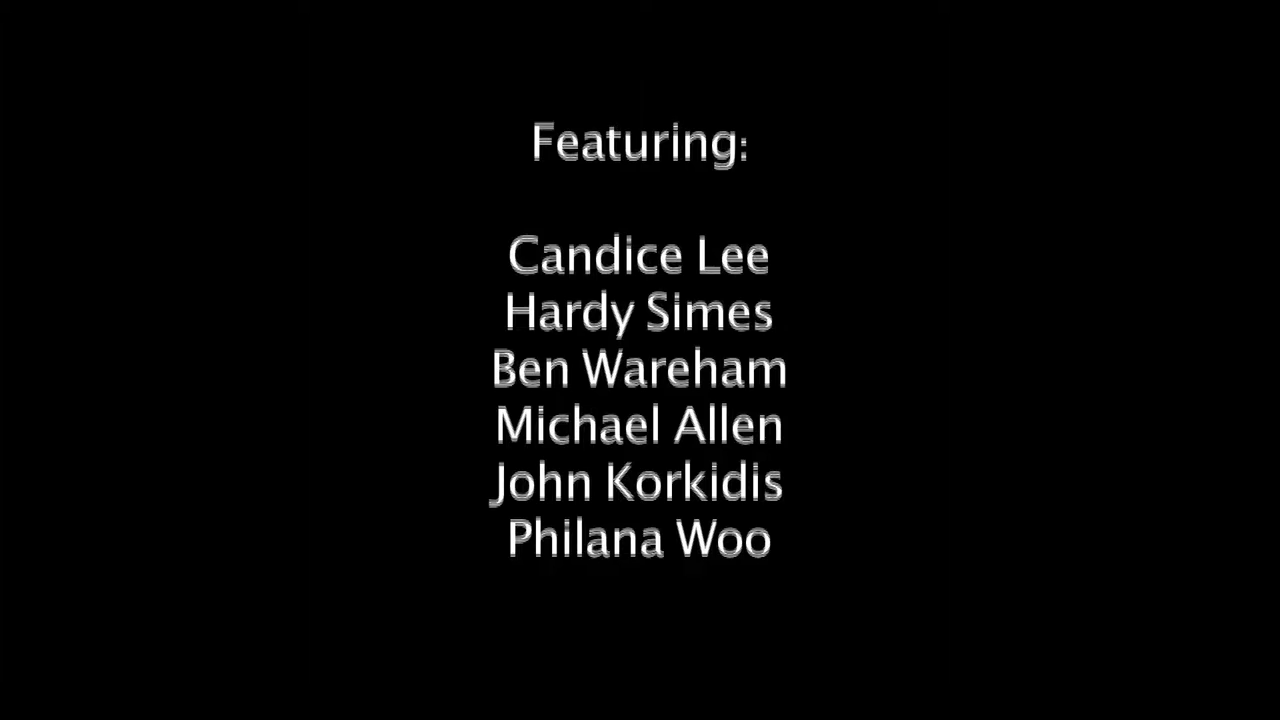 Featuring:
Candice Lee
Hardy Simes
Ben Wareham
Michael Allen
John Korkidis
Philana Woo